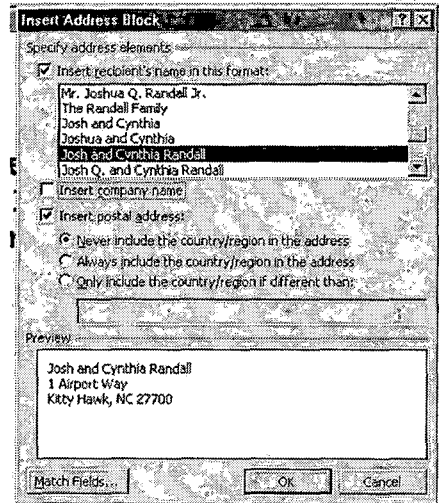 Insert Address Block
Specify address elements
Insert recipient's name in this format:
Mr. Joshua Q. Randall Jr.
The Randall Family
Josh and Cynthia
Joshua and Cynthia
Josh and Cynthia Randall
Josh Q. and Cynthia Randall
Insert company name
Insert postal address:
Never include the country/region in the address
Always include the country/region in the address
Only include the country/region if different than:
Preview
Josh and Cynthia Randall
1 Airport Way
Kitty Hawk, NC 27700
Match Fields... OK Cancel